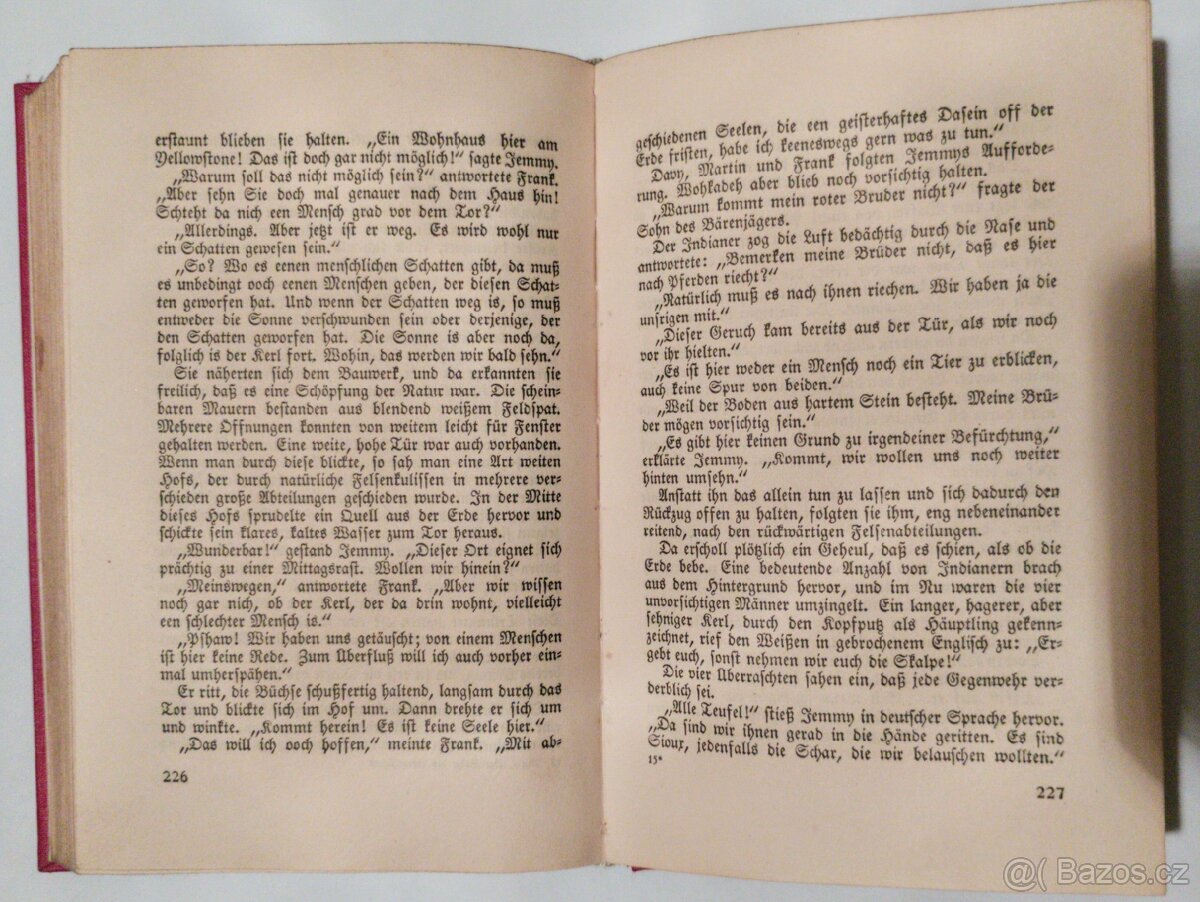 erstaunt blieben sie halten. „Ein Wohnhaus hier am
Yellowstone! Das ist doch gar nicht möglich!“ sagte Jemmy.
„Warum soll das nicht möglich sein?“ antwortete Frank.
„Aber sehn Sie doch mal genauer nach dem Haus hin!
Schteht da nich een Mensch grad vor dem Tor?“
„Allerdings. Aber jetzt ist er weg. Es wird wohl nur
ein Schatten gewesen sein.“
„So? Wo es eenen menschlichen Schatten gibt, da muß
es unbedingt ooch eenen Menschen geben, der diesen Schat-
ten geworfen hat. Und wenn der Schatten weg is, so muß
entweder die Sonne verschwunden sein oder derjenige, der
den Schatten geworfen hat. Die Sonne is aber noch da,
folglich is der Kerl fort. Wohin, das werden wir bald sehn.“
Sie näherten sich dem Bauwerk, und da erkannten sie
freilich, daß es eine Schöpfung der Natur war. Die schein-
baren Mauern bestanden aus blendend weißem Feldspat.
Mehrere Öffnungen konnten von weitem leicht für Fenster
gehalten werden. Eine weite, hohe Tür war auch vorhanden.
Wenn man durch diese blickte, so sah man eine Art weiten
Hofs, der durch natürliche Felsenkulissen in mehrere ver-
schieden große Abteilungen geschieden wurde. In der Mitte
dieses Hofs sprudelte ein Quell aus der Erde hervor und
schickte sein klares, kaltes Wasser zum Tor heraus.
„Wunderbar!“ gestand Jemmy. „Dieser Ort eignet sich
prächtig zu einer Mittagsrast. Wollen wir hinein?“
„Meinswegen,“ antwortete Frank. „Aber wir wissen
noch gar nich, ob der Kerl, der da drin wohnt, vielleicht
een schlechter Mensch is.“
„Pshaw! Wir haben uns getäuscht; von einem Menschen
ist hier keine Rede. Zum Überfluß will ich auch vorher ein-
mal umherspähen.“
Er ritt, die Büchse schußfertig haltend, langsam durch das
Tor und blickte sich im Hof um. Dann drehte er sich um
und winkte. „Kommt herein! Es ist keine Seele hier.“
„Das will ich ooch hoffen,“ meinte Frank. „Mit ab-
226
geschiedenen Seelen, die een geisterhaftes Dasein off der
Erde fristen, habe ich keeneswegs gern was zu tun.“
Davy, Martin und Frank folgten Jemmys Aufforde-
rung. Wohkadeh aber blieb noch vorsichtig halten.
„Warum kommt mein roter Bruder nicht?“ fragte der
Sohn des Bärenjägers.
Der Indianer zog die Luft bedächtig durch die Nase und
antwortete: „Bemerken meine Brüder nicht, daß es hier
nach Pferden riecht?“
„Natürlich muß es nach ihnen riechen. Wir haben ja die
unsrigen mit.“
„Dieser Geruch kam bereits aus der Tür, als wir noch
vor ihr hielten.“
„Es ist hier weder ein Mensch noch ein Tier zu erblicken,
auch keine Spur von beiden.“
„Weil der Boden aus hartem Stein besteht. Meine Brü-
der mögen vorsichtig sein.“
„Es gibt hier keinen Grund zu irgendeiner Befürchtung,“
erklärte Jemmy. „Kommt, wir wollen uns noch weiter
hinten umsehn.“
Anstatt ihn das allein tun zu lassen und sich dadurch den
Rückzug offen zu halten, folgten sie ihm, eng nebeneinander
reitend, nach den rückwärtigen Felsenabteilungen.
Da erscholl plötzlich ein Geheul, daß es schien, als ob die
Erde bebe. Eine bedeutende Anzahl von Indianern brach
aus dem Hintergrund hervor, und im Nu waren die vier
unvorsichtigen Männer umzingelt. Ein langer, hagerer, aber
sehniger Kerl, durch den Kopfputz als Häuptling gekenn-
zeichnet, rief den Weißen in gebrochenem Englisch zu: „Er-
gebt euch, sonst nehmen wir euch die Skalpe!“
Die vier Überraschten sahen ein, daß jede Gegenwehr ver-
derblich sei.
„Alle Teufel!“ stieß Jemmy in deutscher Sprache hervor.
„Da sind wir ihnen gerad in die Hände geritten. Es sind
Sioux, jedenfalls die Schar, die wir belauschen wollten.“
15*
227
@( Bazos.cz